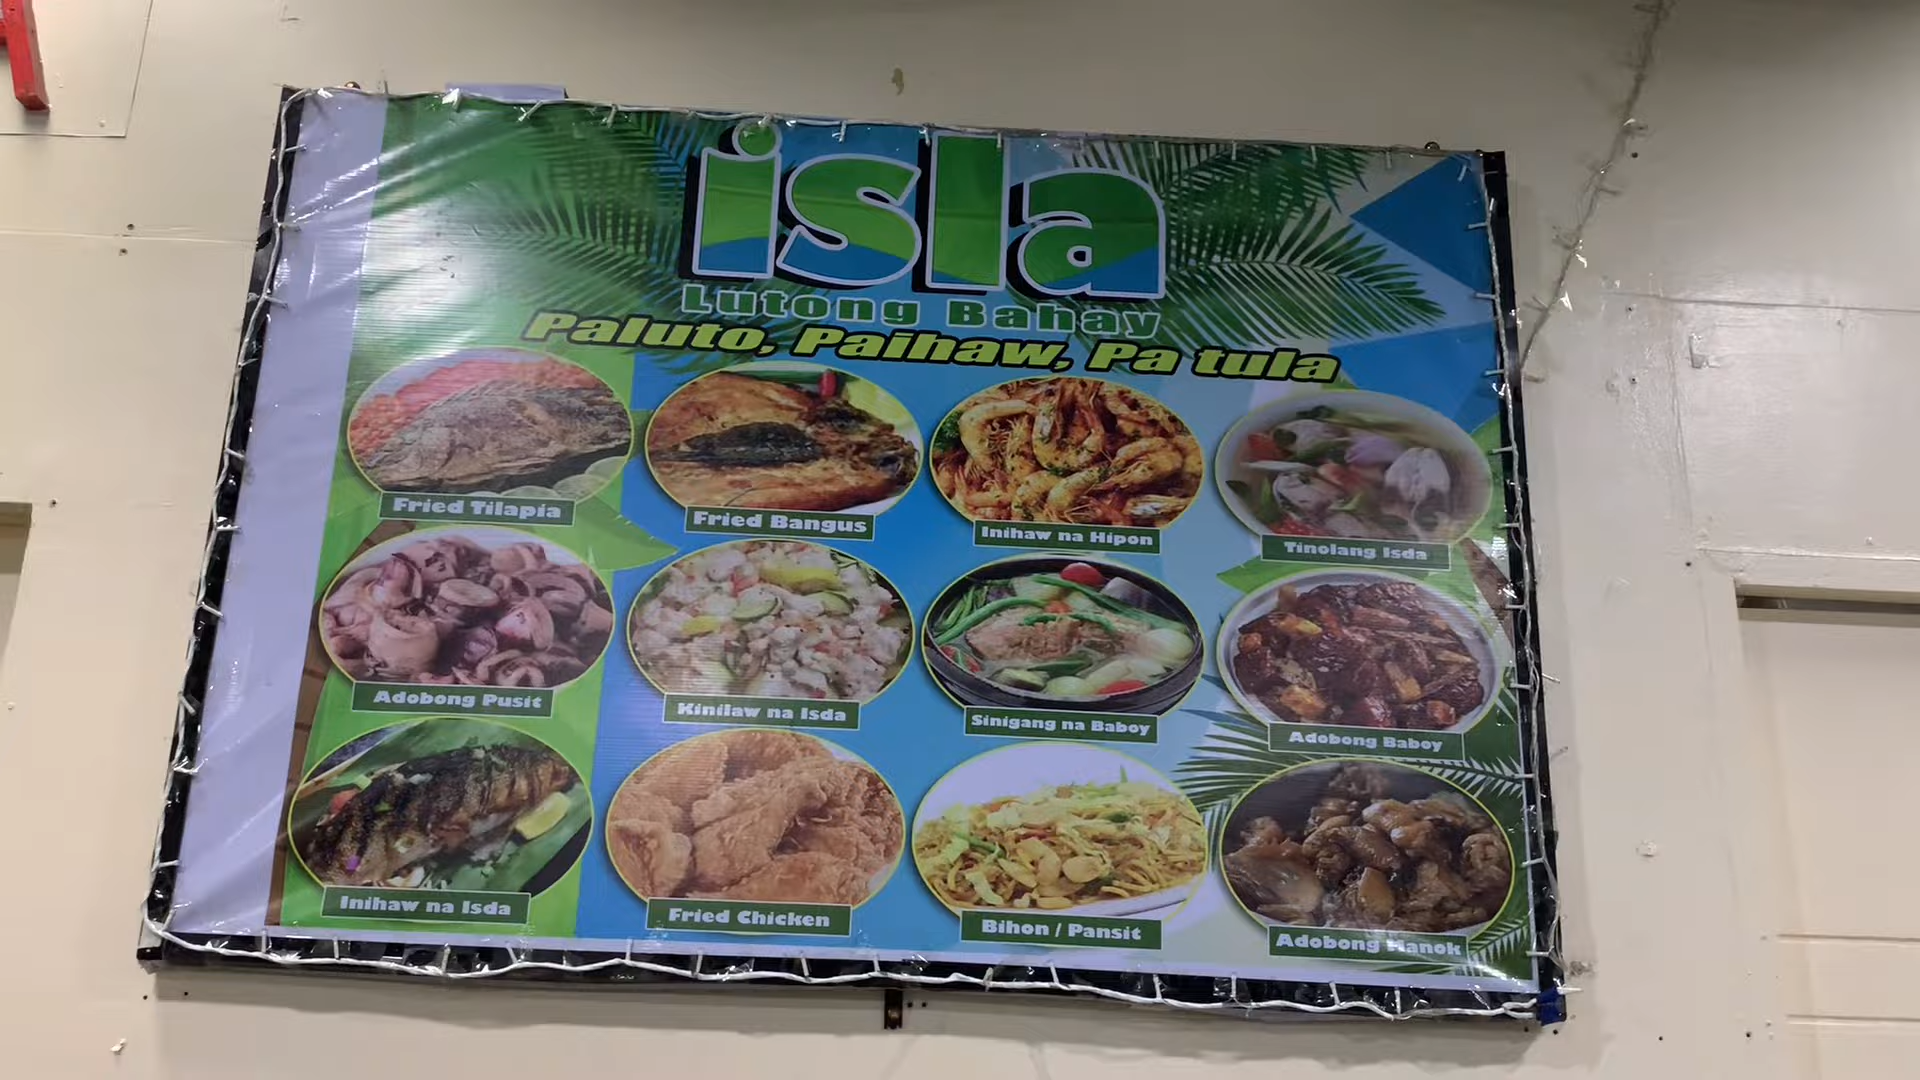 isla
Lutong Bahay
Paluto, Paihaw, Pa tula
Fried Tilapia
Fried Bangus
Inihaw na Hipon
Tinolang Isda
Adobong Pusit
Kinilaw na Isda
Sinigang na Baboy
Adobong Baboy
Inihaw na Isda
Fried Chicken
Bihon / Pansit
Adobong Manok